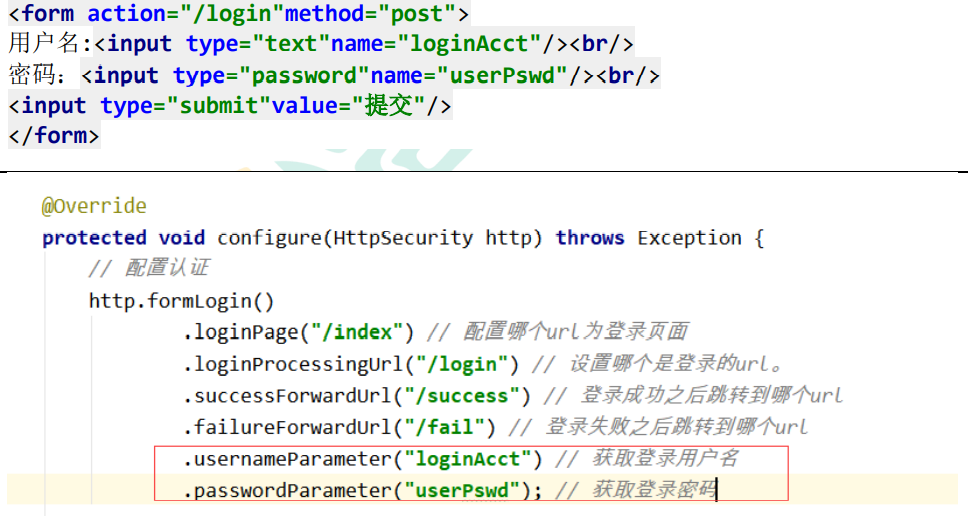 <form action="/login"method="post">
用户名:<input type="text"name="loginAcct"/><br/>
密码：<input type="password"name="userPswd"/><br/>
<input type="submit"value="提交"/>
</form>
@Override
protected void configure(HttpSecurity http) throws Exception {
// 配置认证
http.formLogin()
.loginPage("/index") // 配置哪个url为登录页面
.loginProcessingUrl("/login") // 设置哪个是登录的url。
.successForwardUrl("/success") // 登录成功之后跳转到哪个url
.failureForwardUrl("/fail") // 登录失败之后跳转到哪个url
.usernameParameter("loginAcct") // 获取登录用户名
.passwordParameter("userPswd"); // 获取登录密码